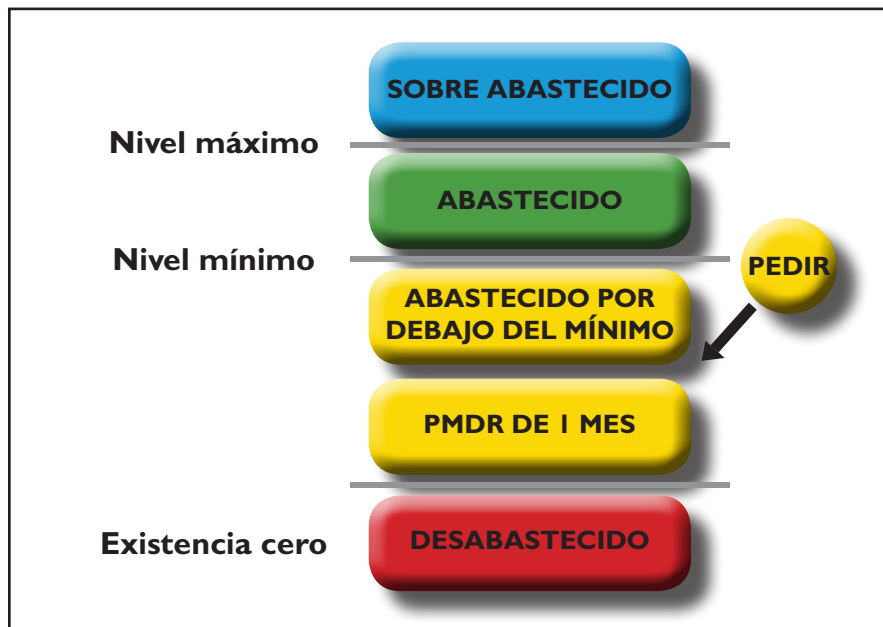 SOBRE ABASTECIDO
Nivel máximo
ABASTECIDO
Nivel mínimo
PEDIR
ABASTECIDO POR
DEBAJO DEL MÍNIMO
PMDR DE 1 MES
Existencia cero
DESABASTECIDO